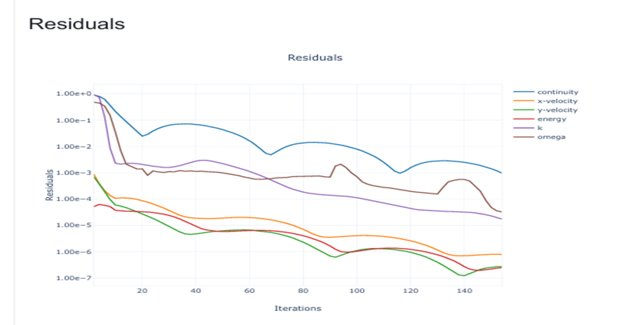 Residuals
Residuals
1.00e+0
1.00e−1
1.00e−2
1.00e−3
1.00e−4
1.00e−5
1.00e−6
1.00e−7
Residuals
20 40 60 80 100 120 140
Iterations
continuity
x-velocity
y-velocity
energy
k
omega